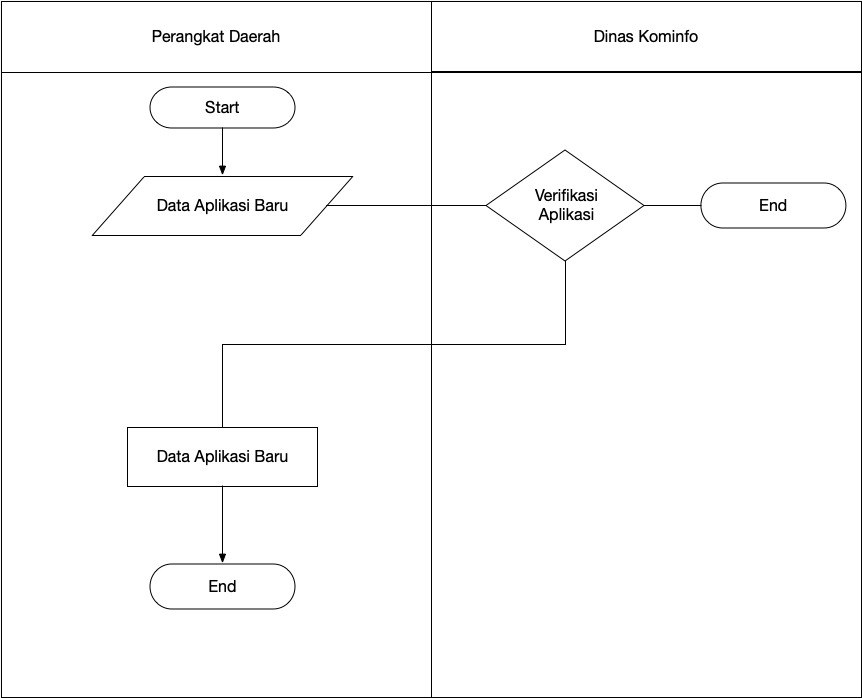 Perangkat Daerah
Dinas Kominfo
Start
Data Aplikasi Baru
Verifikasi
Aplikasi
End
Data Aplikasi Baru
End